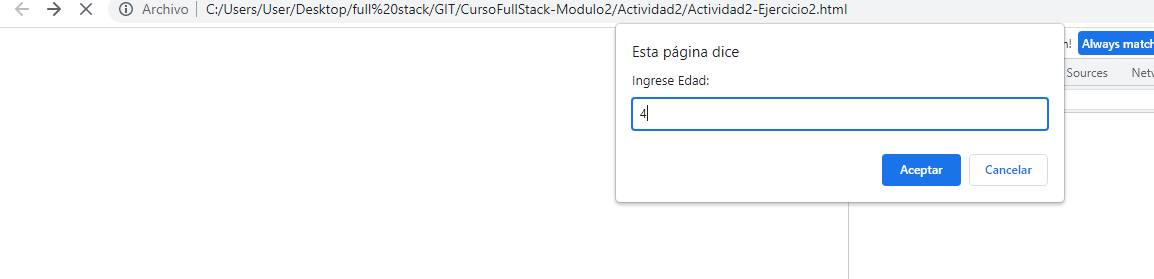 Archivo C:/Users/User/Desktop/full%20stack/GIT/CursoFullStack-Modulo2/Actividad2/Actividad2-Ejercicio2.html
Esta página dice
Ingrese Edad:
4
Aceptar Cancelar
! Always match
Sources Netw